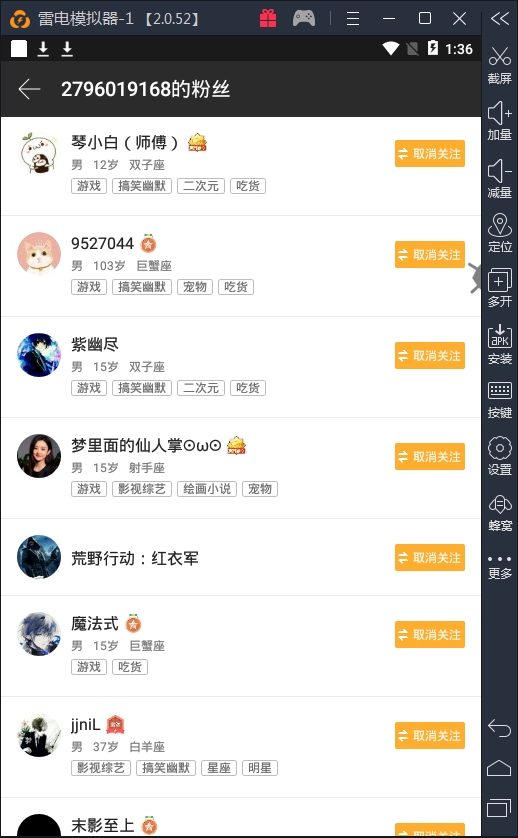 雷电模拟器-1 【2.0.52】
1:36
2796019168的粉丝
琴小白（师傅）
男 12岁 双子座
游戏 搞笑幽默 二次元 吃货
取消关注
9527044
男 103岁 巨蟹座
游戏 搞笑幽默 宠物 吃货
取消关注
紫幽尽
男 15岁 双子座
游戏 搞笑幽默 二次元 吃货
取消关注
梦里面的仙人掌⊙ω⊙
男 15岁 射手座
游戏 影视综艺 绘画小说 宠物
取消关注
荒野行动：红衣军
取消关注
魔法式
男 15岁 巨蟹座
游戏 吃货
取消关注
jjniL
男 37岁 白羊座
影视综艺 搞笑幽默 星座 明星
取消关注
末影至上
取消关注
截屏
加量
减量
定位
多开
APK
安装
按键
设置
蜂窝
更多